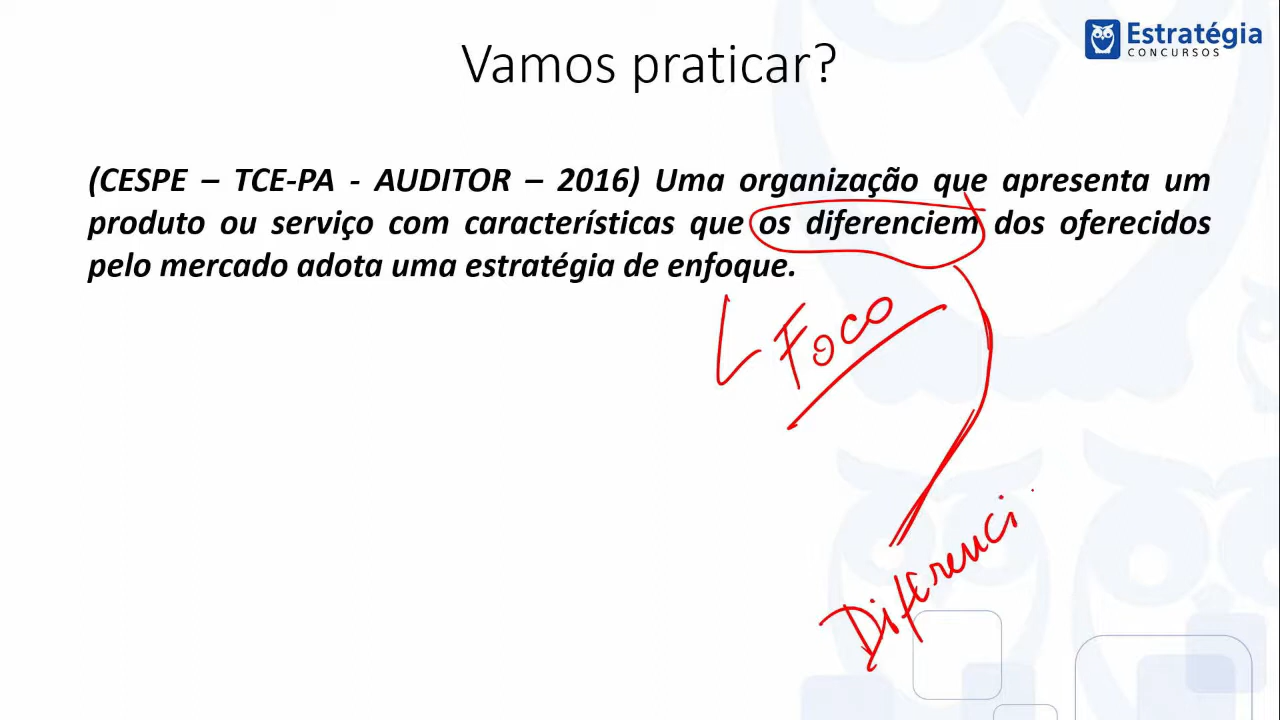 Estratégia
CONCURSOS
Vamos praticar?
(CESPE – TCE-PA - AUDITOR – 2016) Uma organização que apresenta um
produto ou serviço com características que os diferenciem dos oferecidos
pelo mercado adota uma estratégia de enfoque.
Foco
Diferenci